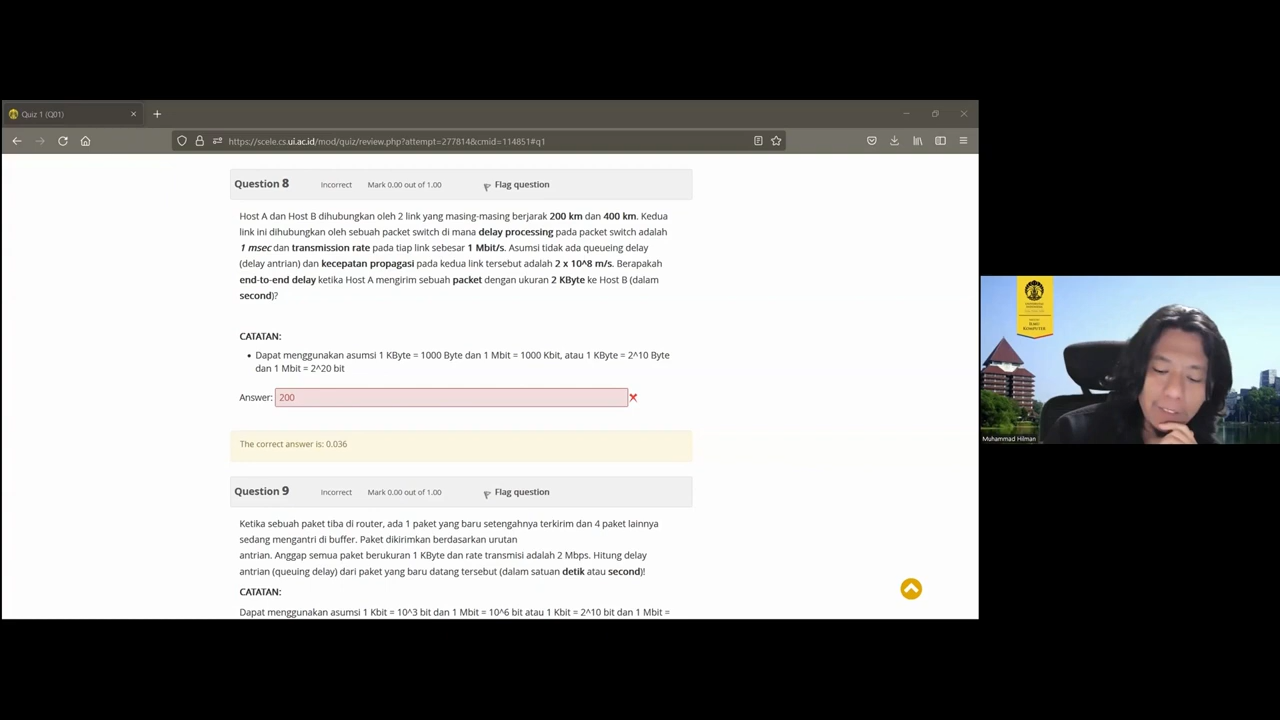 Quiz 1 (Q01)
https://scele.cs.ui.ac.id/mod/quiz/review.php?attempt=277814&cmid=114851#q1
Question 8 Incorrect Mark 0.00 out of 1.00 Flag question
Host A dan Host B dihubungkan oleh 2 link yang masing-masing berjarak 200 km dan 400 km. Kedua
link ini dihubungkan oleh sebuah packet switch di mana delay processing pada packet switch adalah
1 msec dan transmission rate pada tiap link sebesar 1 Mbit/s. Asumsi tidak ada queueing delay
(delay antrian) dan kecepatan propagasi pada kedua link tersebut adalah 2 x 10^8 m/s. Berapakah
end-to-end delay ketika Host A mengirim sebuah packet dengan ukuran 2 KByte ke Host B (dalam
second)?
CATATAN:
• Dapat menggunakan asumsi 1 KByte = 1000 Byte dan 1 Mbit = 1000 Kbit, atau 1 KByte = 2^10 Byte
dan 1 Mbit = 2^20 bit
Answer: 200
The correct answer is: 0.036
Question 9 Incorrect Mark 0.00 out of 1.00 Flag question
Ketika sebuah paket tiba di router, ada 1 paket yang baru setengahnya terkirim dan 4 paket lainnya
sedang mengantri di buffer. Paket dikirimkan berdasarkan urutan
antrian. Anggap semua paket berukuran 1 KByte dan rate transmisi adalah 2 Mbps. Hitung delay
antrian (queuing delay) dari paket yang baru datang tersebut (dalam satuan detik atau second)!
CATATAN:
Dapat menggunakan asumsi 1 Kbit = 10^3 bit dan 1 Mbit = 10^6 bit atau 1 Kbit = 2^10 bit dan 1 Mbit =
ILMU
KOMPUTER
Muhammad Hilman